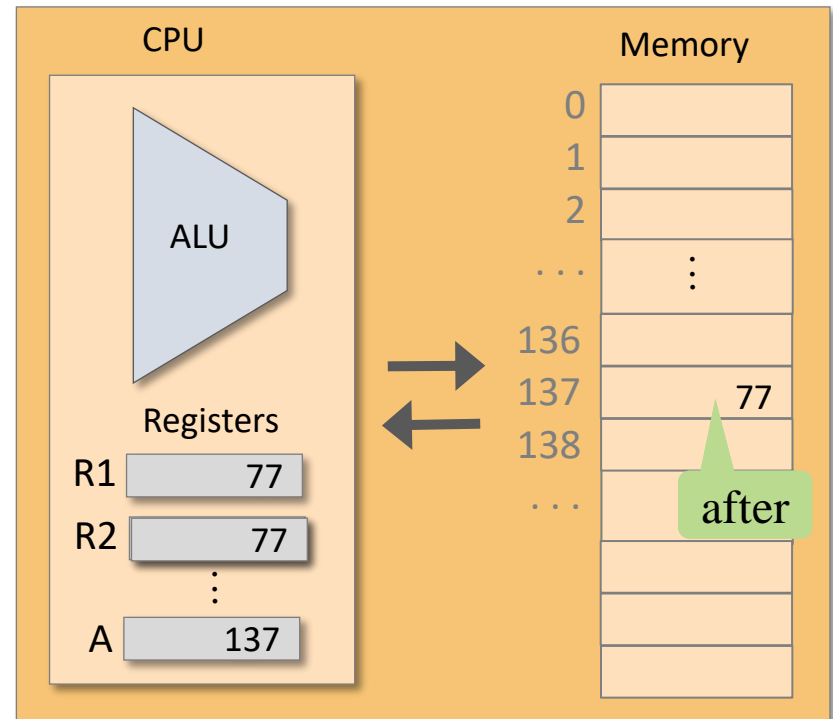 CPU
ALU
Registers
R1 77
R2 77
⋮
A 137
Memory
0
1
2
. . . ⋮
136
137 77
138
. . .
after